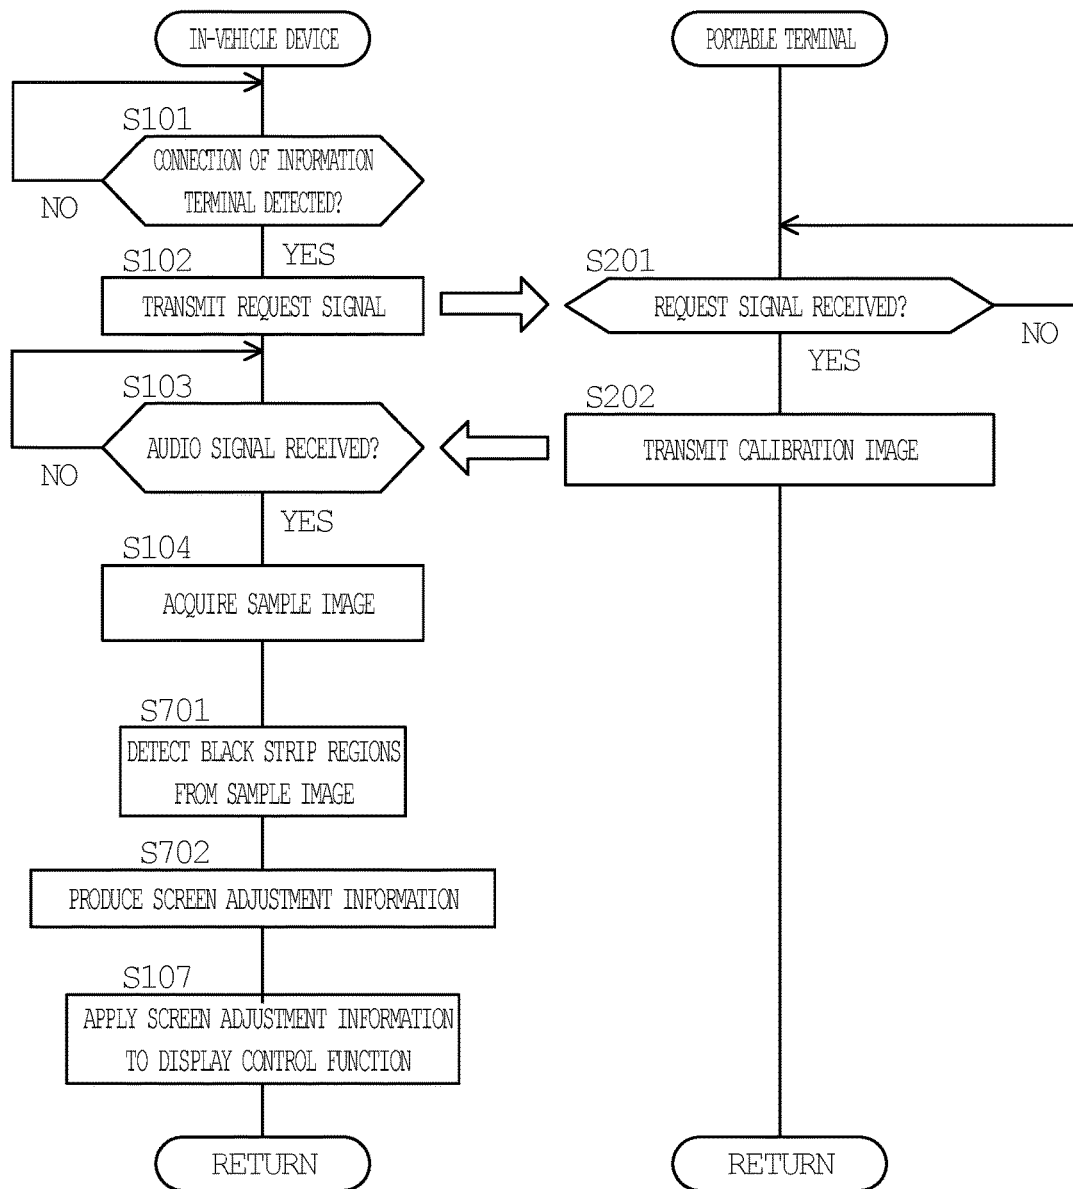 IN-VEHICLE DEVICE
S101
CONNECTION OF INFORMATION
TERMINAL DETECTED?
NO
YES
S102
TRANSMIT REQUEST SIGNAL
S103
AUDIO SIGNAL RECEIVED?
NO
YES
S104
ACQUIRE SAMPLE IMAGE
S701
DETECT BLACK STRIP REGIONS
FROM SAMPLE IMAGE
S702
PRODUCE SCREEN ADJUSTMENT INFORMATION
S107
APPLY SCREEN ADJUSTMENT INFORMATION
TO DISPLAY CONTROL FUNCTION
RETURN
PORTABLE TERMINAL
S201
REQUEST SIGNAL RECEIVED?
NO
YES
S202
TRANSMIT CALIBRATION IMAGE
RETURN